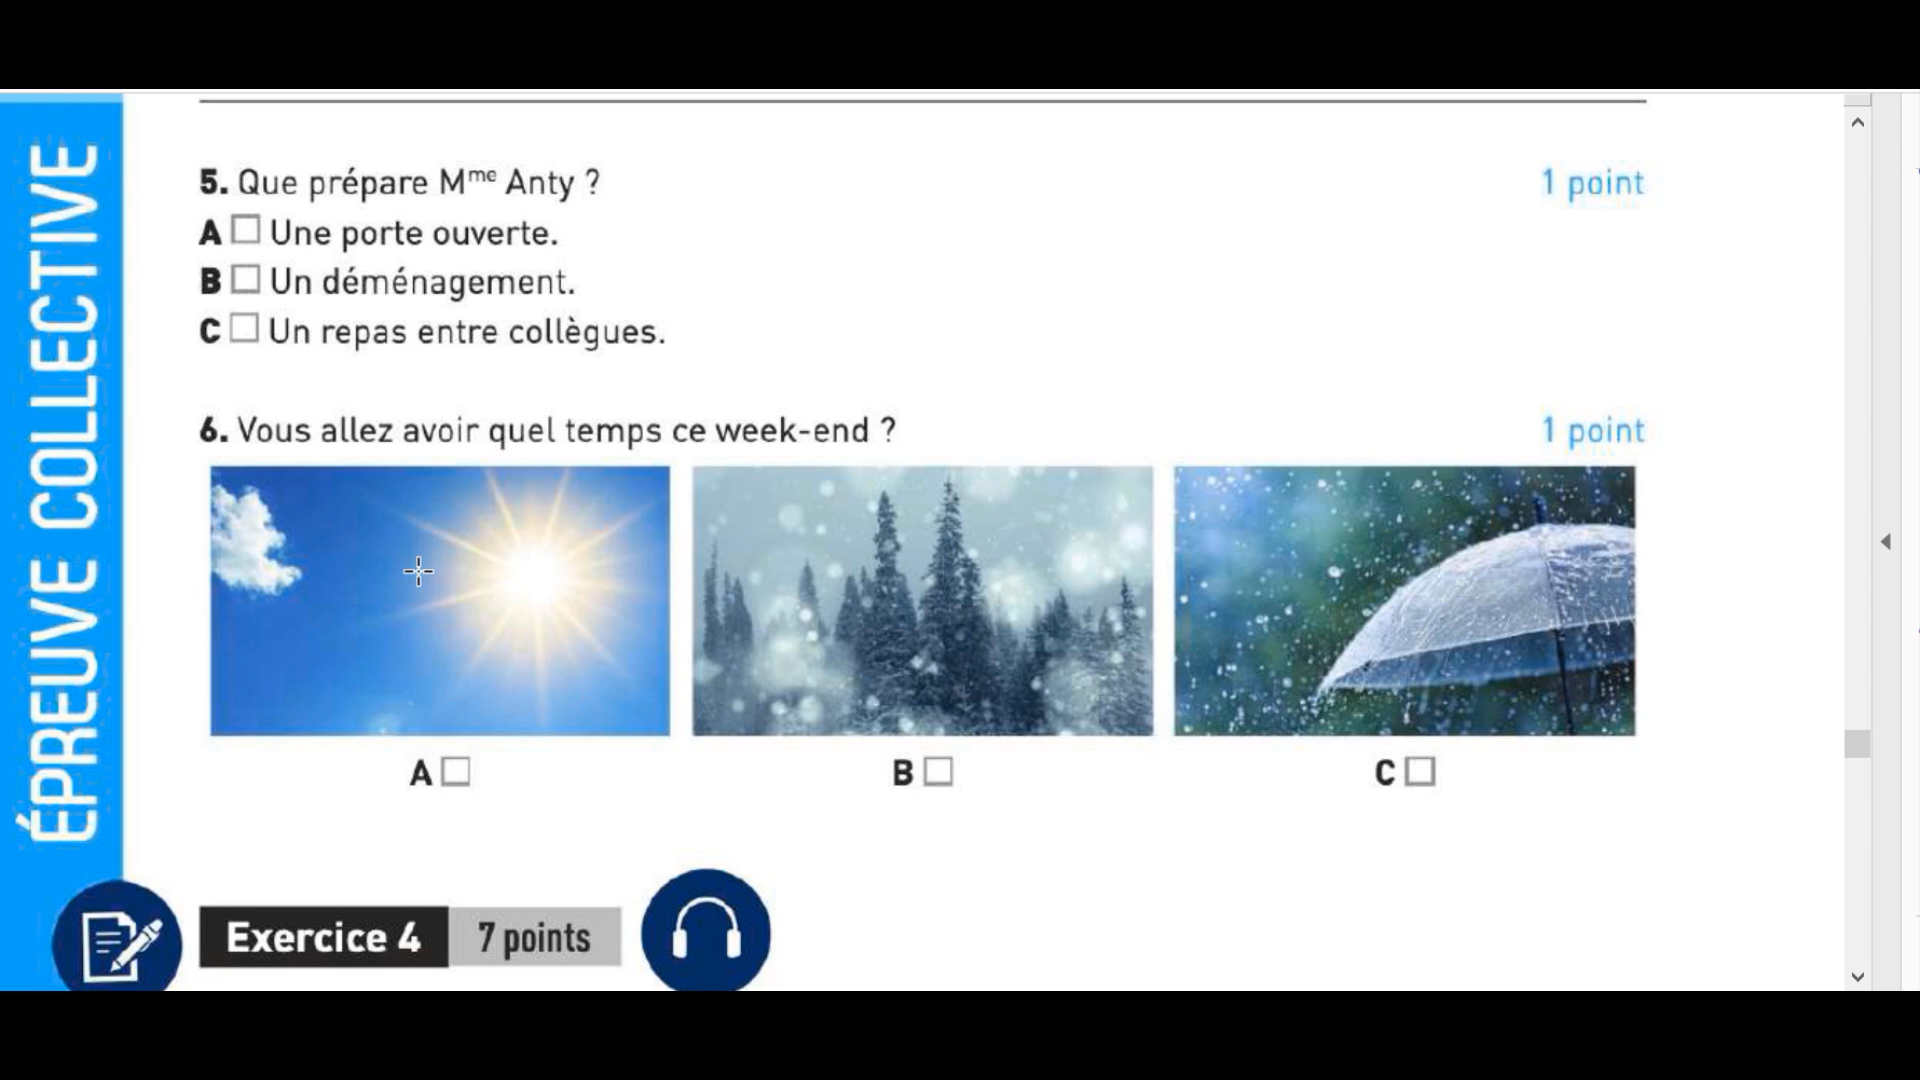 ÉPREUVE COLLECTIVE
5. Que prépare Mme Anty ? 1 point
A Une porte ouverte.
B Un déménagement.
C Un repas entre collègues.
6. Vous allez avoir quel temps ce week-end ? 1 point
A B C
Exercice 4 7 points